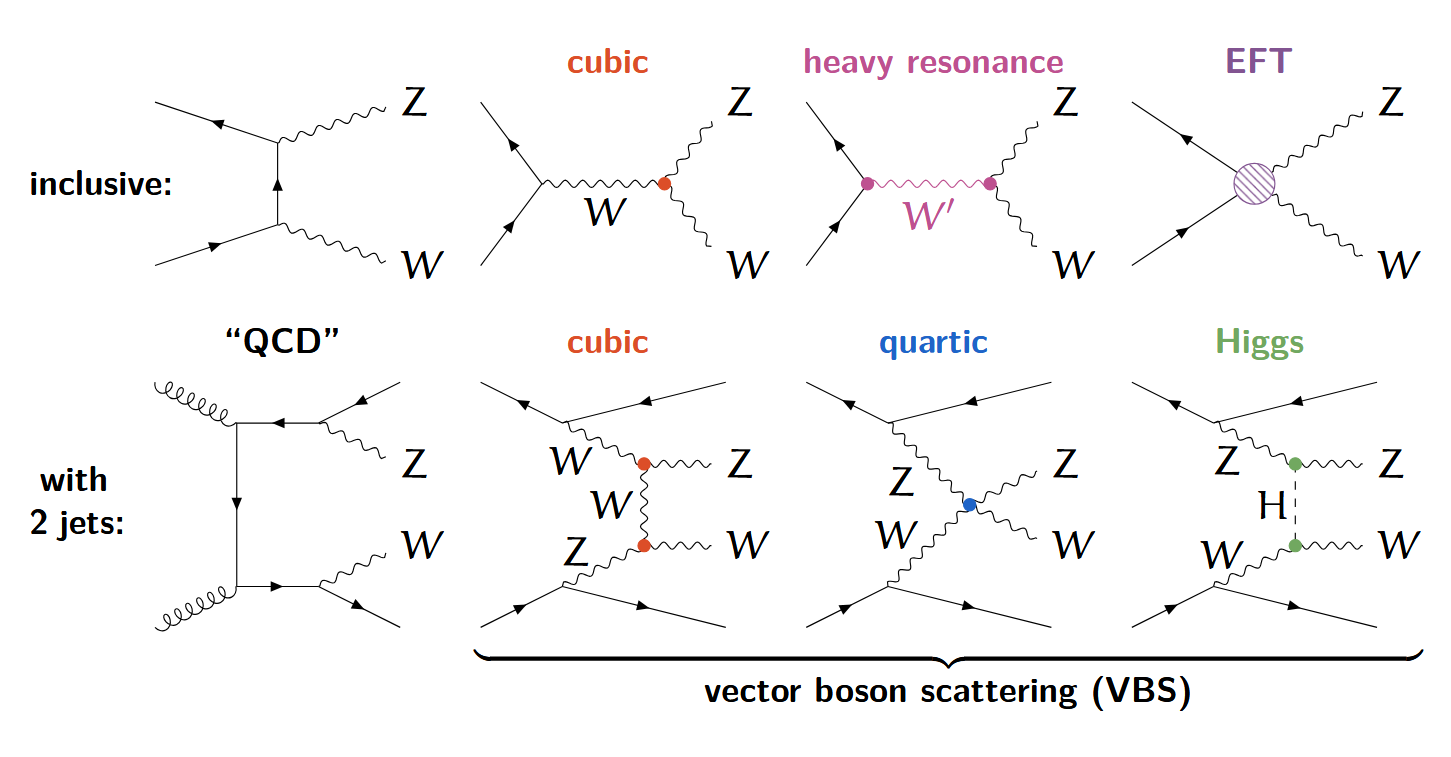 cubic heavy resonance EFT
Z Z Z Z
inclusive:
W W′
W W W W
“QCD” cubic quartic Higgs
W Z Z Z Z Z Z
with
2 jets:
W H
Z W W W W W W
vector boson scattering (VBS)